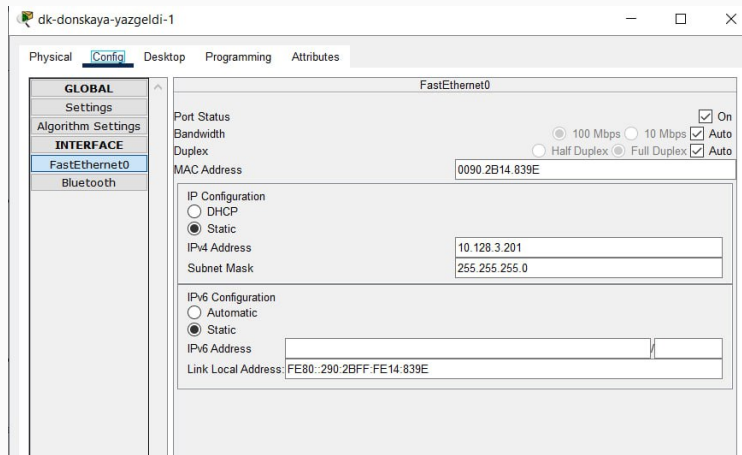 dk-donskaya-yazgeldi-1
Physical Config Desktop Programming Attributes
GLOBAL
Settings
Algorithm Settings
INTERFACE
FastEthernet0
Bluetooth
FastEthernet0
Port Status On
Bandwidth 100 Mbps 10 Mbps Auto
Duplex Half Duplex Full Duplex Auto
MAC Address 0090.2B14.839E
IP Configuration
DHCP
Static
IPv4 Address 10.128.3.201
Subnet Mask 255.255.255.0
IPv6 Configuration
Automatic
Static
IPv6 Address /
Link Local Address: FE80::290:2BFF:FE14:839E